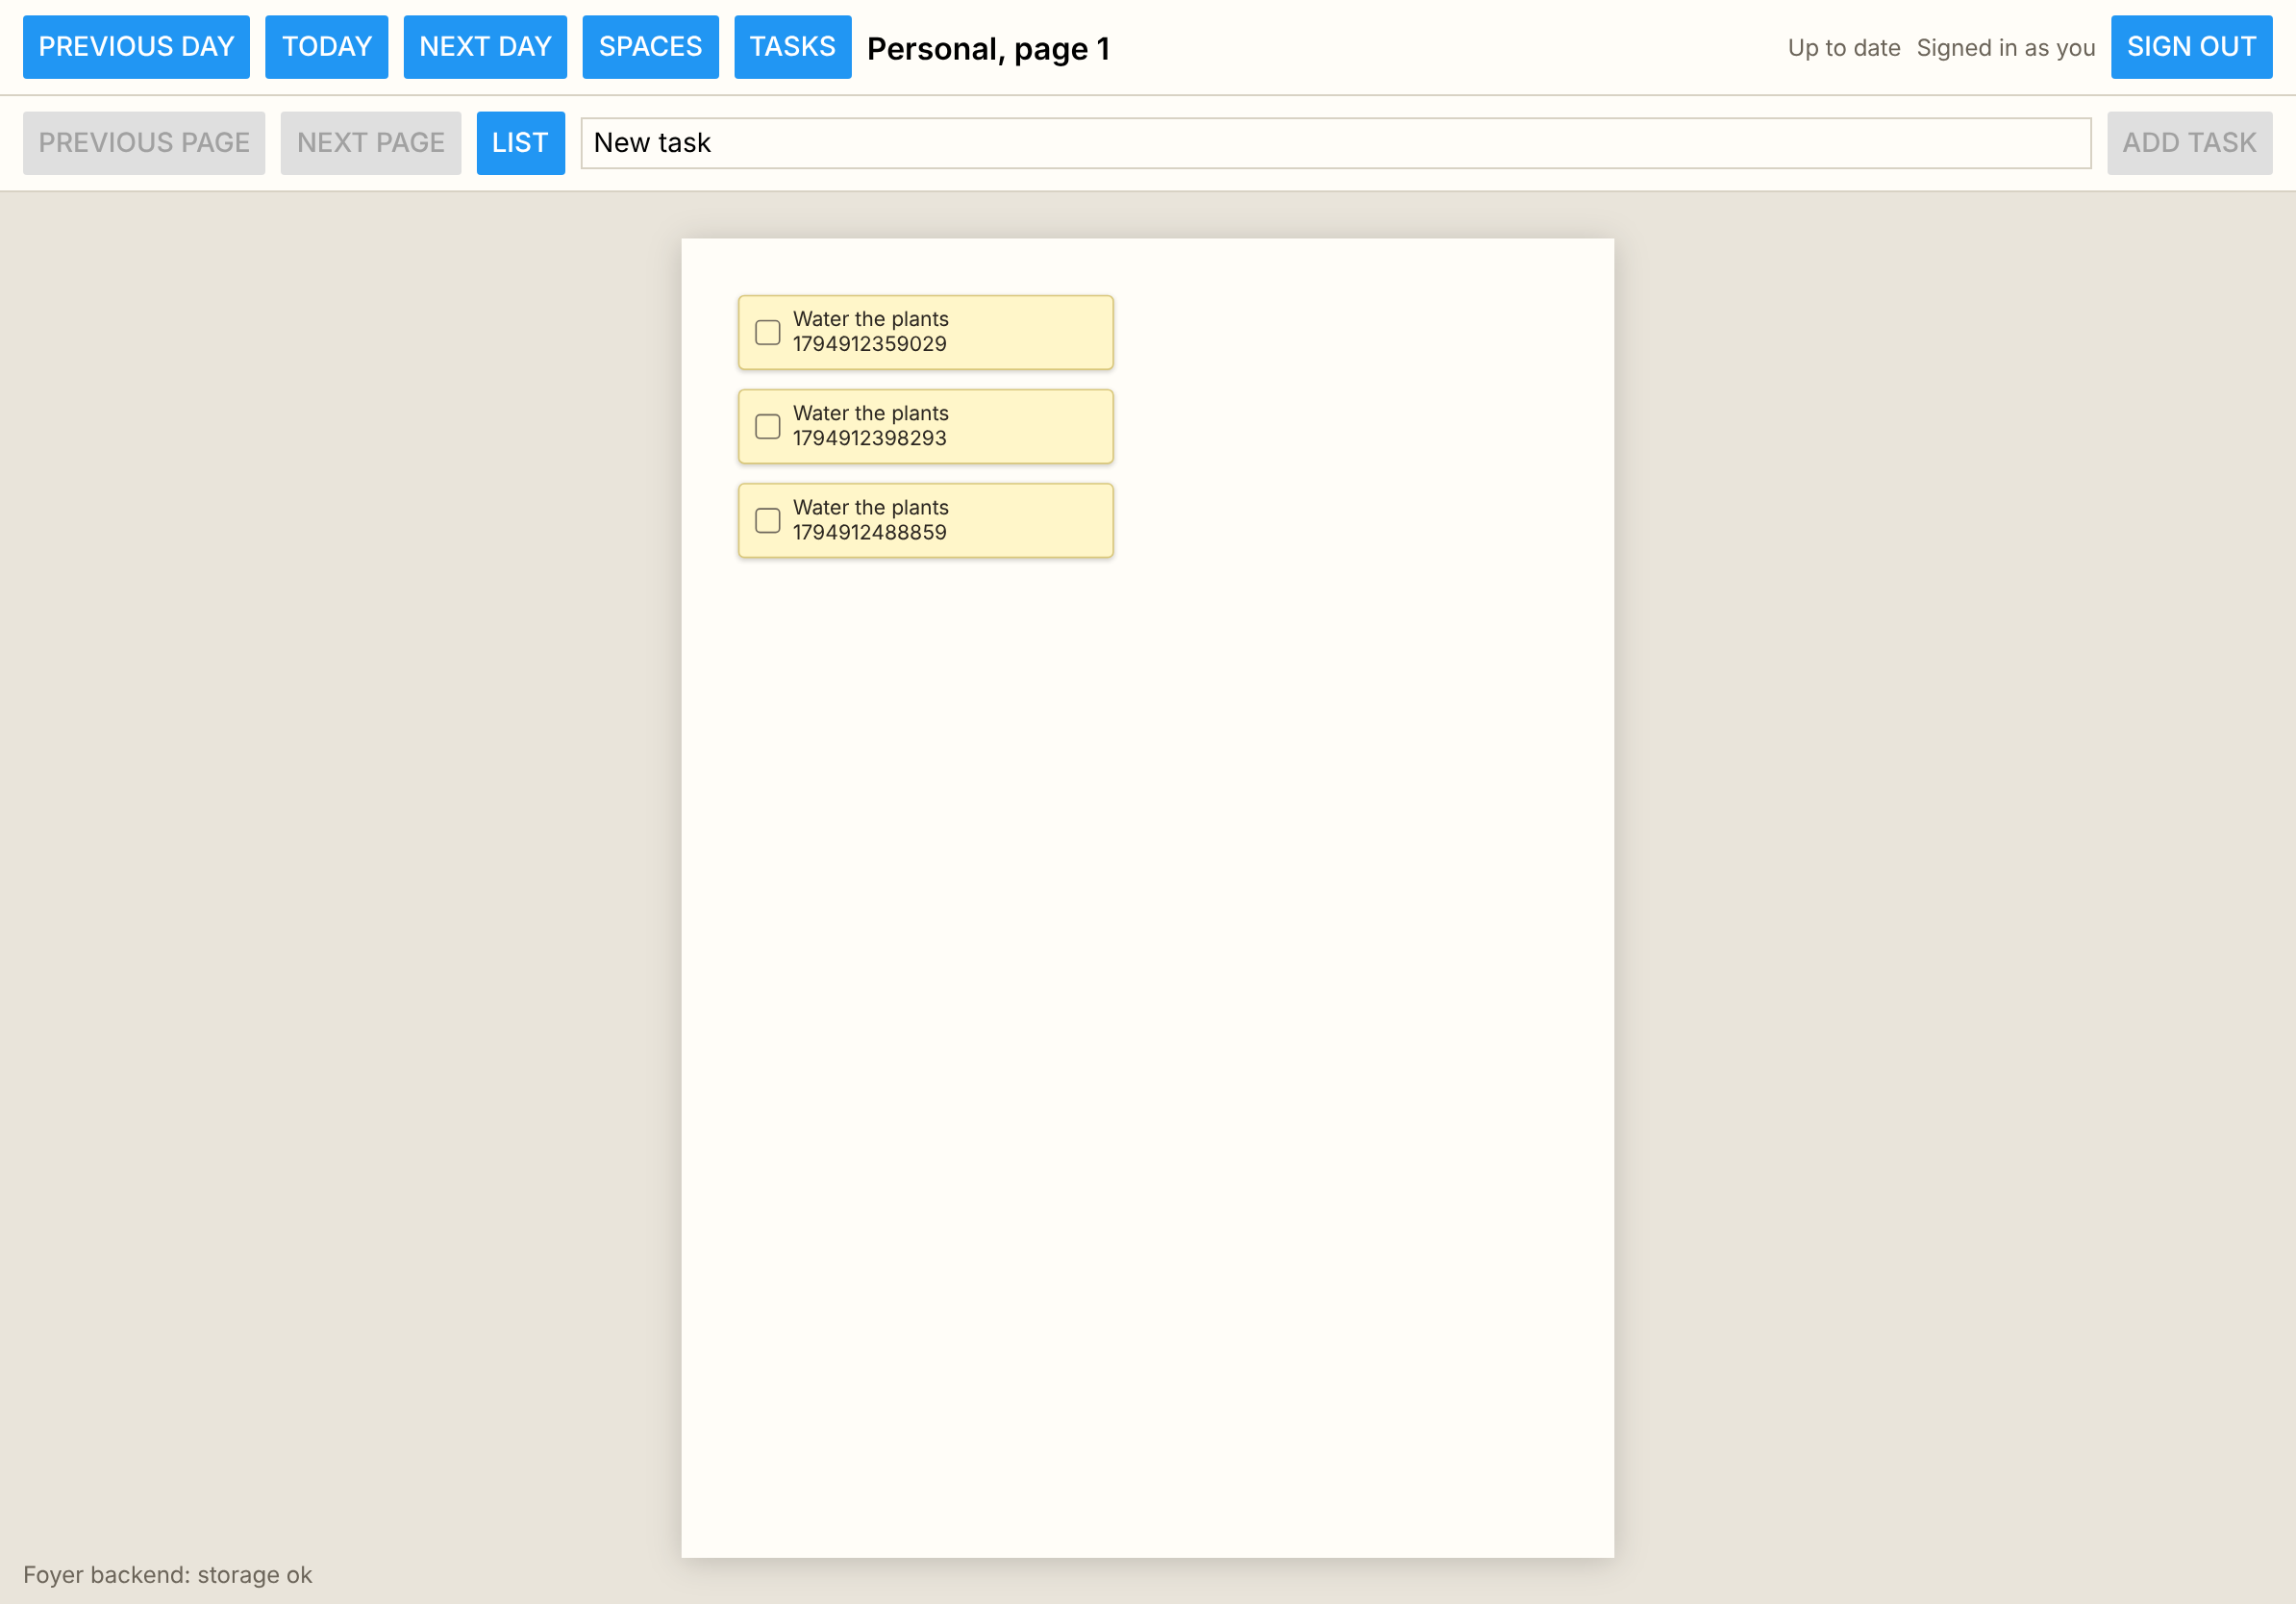 PREVIOUS DAY TODAY NEXT DAY SPACES TASKS Personal, page 1 Up to date Signed in as you SIGN OUT
PREVIOUS PAGE NEXT PAGE LIST New task ADD TASK
Water the plants
1794912359029
Water the plants
1794912398293
Water the plants
1794912488859
Foyer backend: storage ok